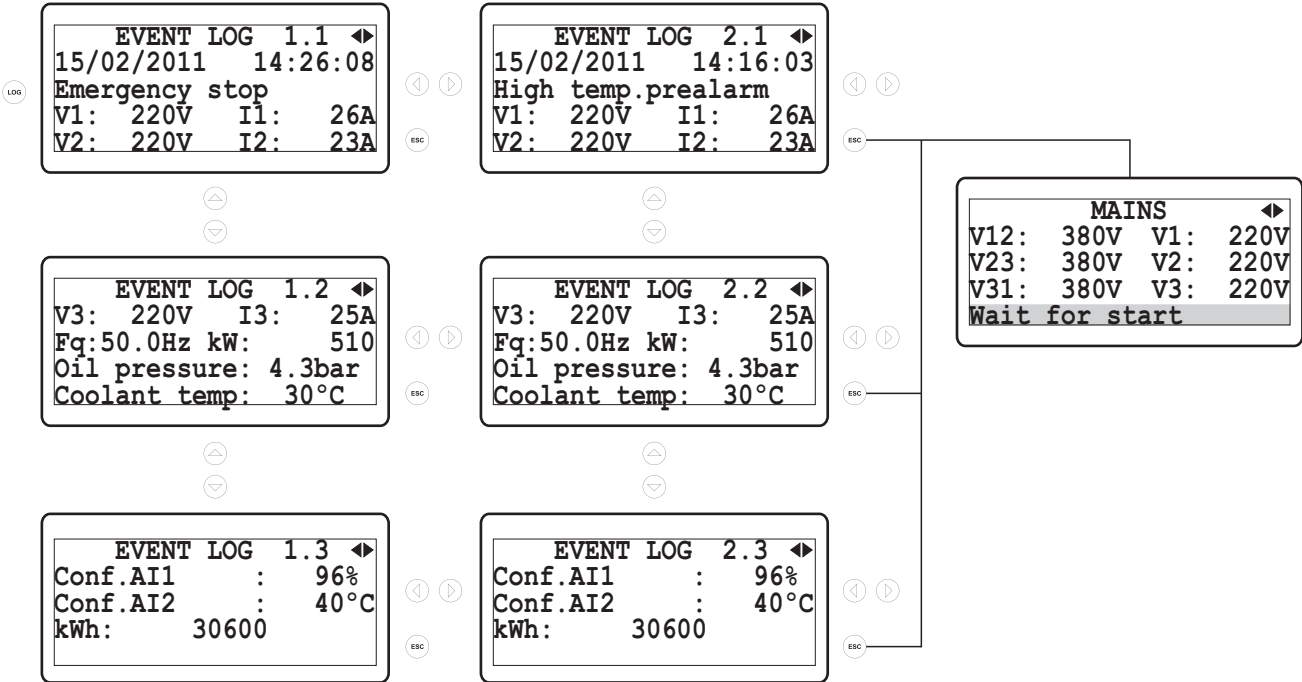 LOG
EVENT LOG 1.1
15/02/2011 14:26:08
Emergency stop
V1: 220V I1: 26A
V2: 220V I2: 23A
ESC
EVENT LOG 2.1
15/02/2011 14:16:03
High temp.prealarm
V1: 220V I1: 26A
V2: 220V I2: 23A
ESC
MAINS
V12: 380V V1: 220V
V23: 380V V2: 220V
V31: 380V V3: 220V
Wait for start
EVENT LOG 1.2
V3: 220V I3: 25A
Fq:50.0Hz kW: 510
Oil pressure: 4.3bar
Coolant temp: 30°C
ESC
EVENT LOG 2.2
V3: 220V I3: 25A
Fq:50.0Hz kW: 510
Oil pressure: 4.3bar
Coolant temp: 30°C
ESC
EVENT LOG 1.3
Conf.AI1 : 96%
Conf.AI2 : 40°C
kWh: 30600
ESC
EVENT LOG 2.3
Conf.AI1 : 96%
Conf.AI2 : 40°C
kWh: 30600
ESC